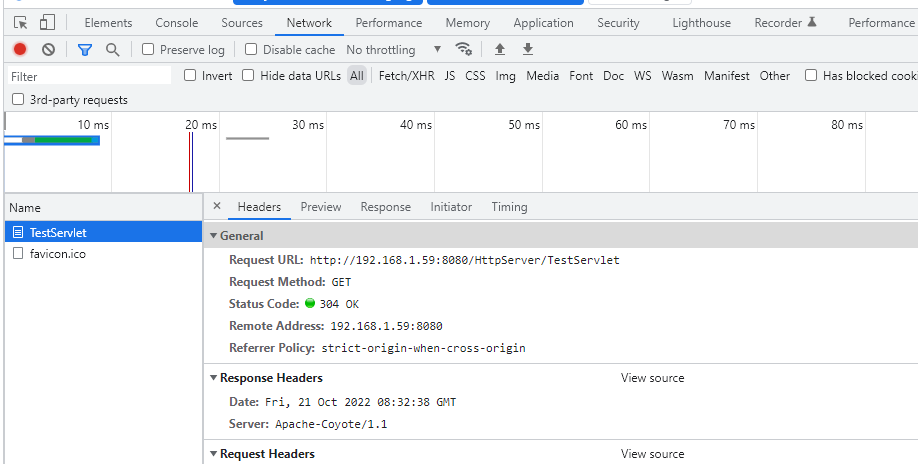 Elements Console Sources Network Performance Memory Application Security Lighthouse Recorder Performance
Preserve log Disable cache No throttling
Filter Invert Hide data URLs All Fetch/XHR JS CSS Img Media Font Doc WS Wasm Manifest Other Has blocked
3rd-party requests
10 ms 20 ms 30 ms 40 ms 50 ms 60 ms 70 ms 80 ms
Name
TestServlet
favicon.ico
× Headers Preview Response Initiator Timing
General
Request URL: http://192.168.1.59:8080/HttpServer/TestServlet
Request Method: GET
Status Code: 304 OK
Remote Address: 192.168.1.59:8080
Referrer Policy: strict-origin-when-cross-origin
Response Headers View source
Date: Fri, 21 Oct 2022 08:32:38 GMT
Server: Apache-Coyote/1.1
Request Headers View source